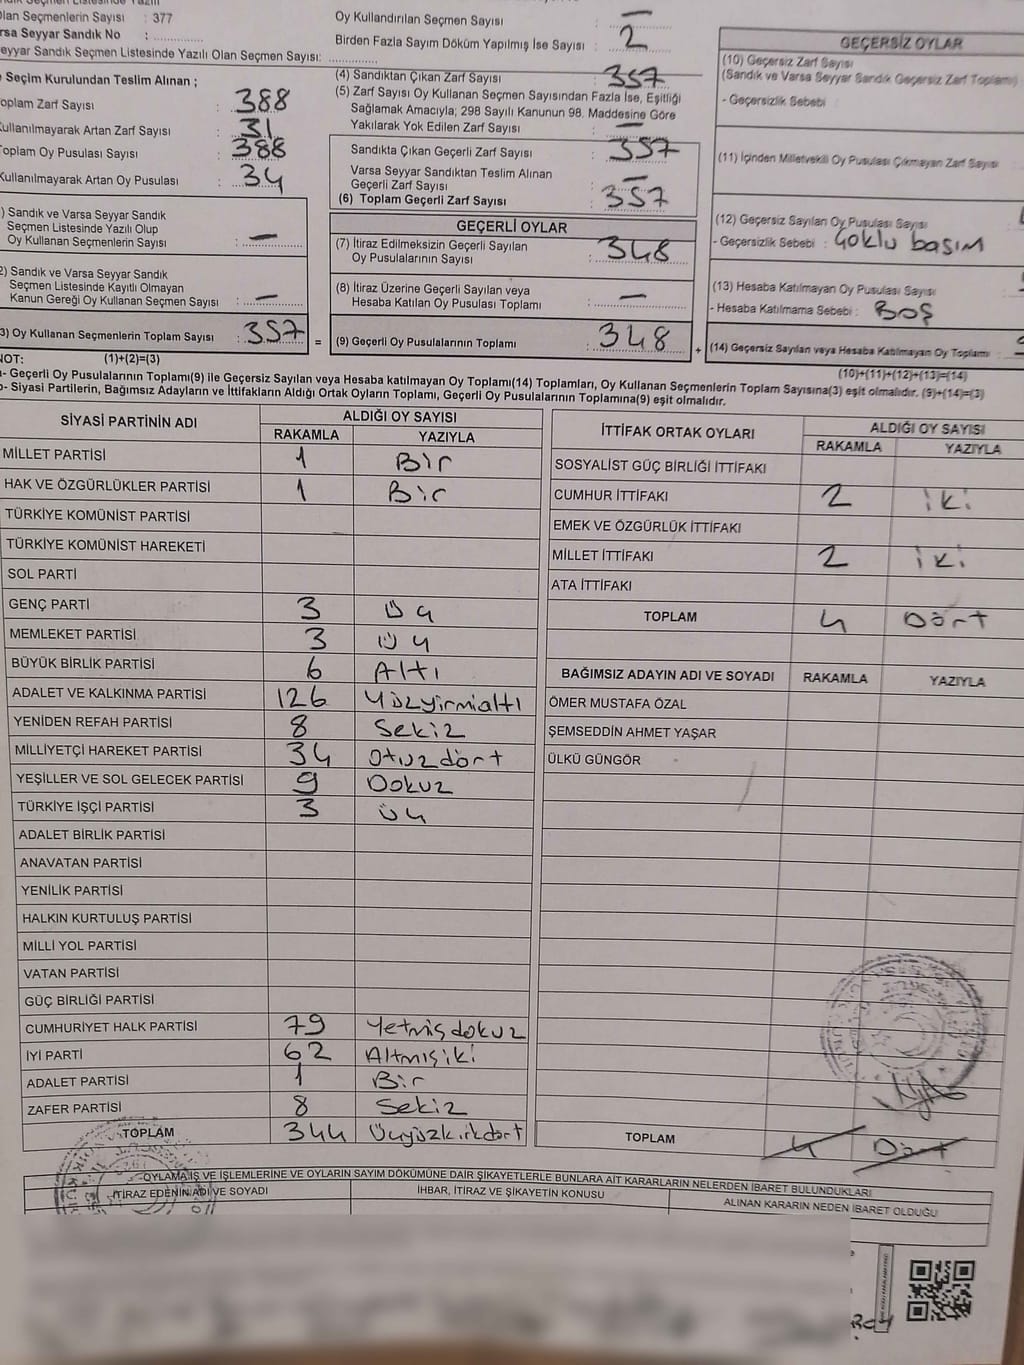 olan Seçmenlerin Sayısı : 377
Varsa Seyyar Sandık No :
Seyyar Sandık Seçmen Listesinde Yazılı Olan Seçmen Sayısı:
Seçim Kurulundan Teslim Alınan ;
Toplam Zarf Sayısı : 388
Kullanılmayarak Artan Zarf Sayısı : 31
Toplam Oy Pusulası Sayısı : 388
Kullanılmayarak Artan Oy Pusulası : 34
) Sandık ve Varsa Seyyar Sandık
Seçmen Listesinde Yazılı Olup
Oy Kullanan Seçmenlerin Sayısı : —
2) Sandık ve Varsa Seyyar Sandık
Seçmen Listesinde Kayıtlı Olmayan
Kanun Gereği Oy Kullanan Seçmen Sayısı : —
3) Oy Kullanan Seçmenlerin Toplam Sayısı : 357
Oy Kullandırılan Seçmen Sayısı : —
Birden Fazla Sayım Döküm Yapılmış İse Sayısı : 2
(4) Sandıktan Çıkan Zarf Sayısı : 357
(5) Zarf Sayısı Oy Kullanan Seçmen Sayısından Fazla İse, Eşitliği
Sağlamak Amacıyla; 298 Sayılı Kanunun 98. Maddesine Göre
Yakılarak Yok Edilen Zarf Sayısı : —
Sandıkta Çıkan Geçerli Zarf Sayısı : 357
Varsa Seyyar Sandıktan Teslim Alınan
Geçerli Zarf Sayısı : —
(6) Toplam Geçerli Zarf Sayısı : 357
GEÇERLİ OYLAR
(7) İtiraz Edilmeksizin Geçerli Sayılan
Oy Pusulalarının Sayısı : 348
(8) İtiraz Üzerine Geçerli Sayılan veya
Hesaba Katılan Oy Pusulası Toplamı : —
= (9) Geçerli Oy Pusulalarının Toplamı : 348
GEÇERSİZ OYLAR
(10) Geçersiz Zarf Sayısı
(Sandık ve Varsa Seyyar Sandık Geçersiz Zarf Toplamı)
- Geçersizlik Sebebi
(11) İçinden Milletvekili Oy Pusulası Çıkmayan Zarf Sayısı
(12) Geçersiz Sayılan Oy Pusulası Sayısı
- Geçersizlik Sebebi : Çoklu basım
(13) Hesaba Katılmayan Oy Pusulası Sayısı
- Hesaba Katılmama Sebebi : Boş
+ (14) Geçersiz Sayılan veya Hesaba Katılmayan Oy Toplamı :
NOT: (1)+(2)=(3) (10)+(11)+(12)+(13)=(14)
a- Geçerli Oy Pusulalarının Toplamı(9) ile Geçersiz Sayılan veya Hesaba katılmayan Oy Toplamı(14) Toplamları, Oy Kullanan Seçmenlerin Toplam Sayısına(3) eşit olmalıdır. (9)+(14)=(3)
b- Siyasi Partilerin, Bağımsız Adayların ve İttifakların Aldığı Ortak Oyların Toplamı, Geçerli Oy Pusulalarının Toplamına(9) eşit olmalıdır.
SİYASİ PARTİNİN ADI ALDIĞI OY SAYISI
RAKAMLA YAZIYLA
MİLLET PARTİSİ 1 Bir
HAK VE ÖZGÜRLÜKLER PARTİSİ 1 Bir
TÜRKİYE KOMÜNİST PARTİSİ
TÜRKİYE KOMÜNİST HAREKETİ
SOL PARTİ
GENÇ PARTİ 3 Üç
MEMLEKET PARTİSİ 3 Üç
BÜYÜK BİRLİK PARTİSİ 6 Altı
ADALET VE KALKINMA PARTİSİ 126 Yüzyirmialtı
YENİDEN REFAH PARTİSİ 8 Sekiz
MİLLİYETÇİ HAREKET PARTİSİ 34 Otuzdört
YEŞİLLER VE SOL GELECEK PARTİSİ 9 Dokuz
TÜRKİYE İŞÇİ PARTİSİ 3 Üç
ADALET BİRLİK PARTİSİ
ANAVATAN PARTİSİ
YENİLİK PARTİSİ
HALKIN KURTULUŞ PARTİSİ
MİLLİ YOL PARTİSİ
VATAN PARTİSİ
GÜÇ BİRLİĞİ PARTİSİ
CUMHURİYET HALK PARTİSİ 79 Yetmişdokuz
İYİ PARTİ 62 Altmışiki
ADALET PARTİSİ 1 Bir
ZAFER PARTİSİ 8 Sekiz
TOPLAM 344 Üçyüzkırkdört
İTTİFAK ORTAK OYLARI ALDIĞI OY SAYISI
RAKAMLA YAZIYLA
SOSYALİST GÜÇ BİRLİĞİ İTTİFAKI
CUMHUR İTTİFAKI 2 iki
EMEK VE ÖZGÜRLÜK İTTİFAKI
MİLLET İTTİFAKI 2 iki
ATA İTTİFAKI
TOPLAM 4 Dört
BAĞIMSIZ ADAYIN ADI VE SOYADI RAKAMLA YAZIYLA
ÖMER MUSTAFA ÖZAL
ŞEMSEDDİN AHMET YAŞAR
ÜLKÜ GÜNGÖR
TOPLAM 4 Dört
OYLAMA İŞ VE İŞLEMLERİNE VE OYLARIN SAYIM DÖKÜMÜNE DAİR ŞİKAYETLERLE BUNLARA AİT KARARLARIN NELERDEN İBARET BULUNDUKLARI
İTİRAZ EDENİN ADI VE SOYADI İHBAR, İTİRAZ VE ŞİKAYETİN KONUSU ALINAN KARARIN NEDEN İBARET OLDUĞU